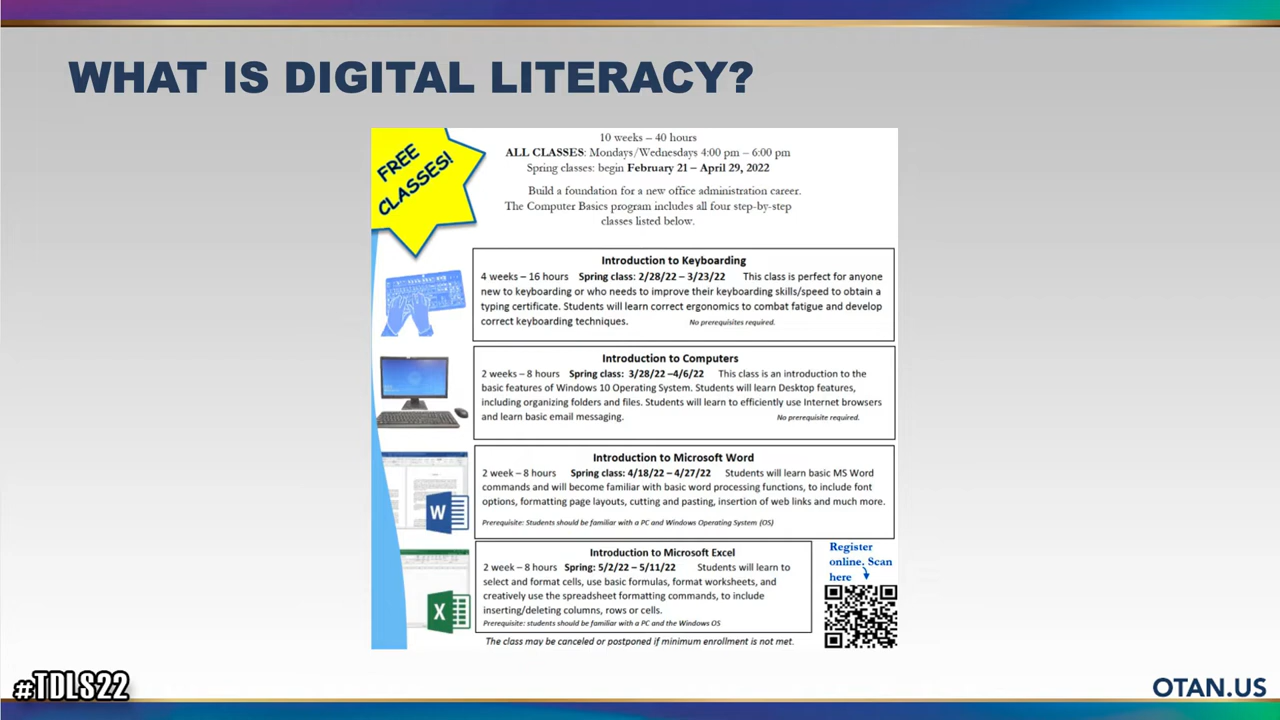 WHAT IS DIGITAL LITERACY?
FREE
CLASSES!
10 weeks – 40 hours
ALL CLASSES: Mondays/Wednesdays 4:00 pm – 6:00 pm
Spring classes: begin February 21 – April 29, 2022
Build a foundation for a new office administration career.
The Computer Basics program includes all four step-by-step
classes listed below.
Introduction to Keyboarding
4 weeks – 16 hours Spring class: 2/28/22 – 3/23/22 This class is perfect for anyone
new to keyboarding or who needs to improve their keyboarding skills/speed to obtain a
typing certificate. Students will learn correct ergonomics to combat fatigue and develop
correct keyboarding techniques. No prerequisites required.
Introduction to Computers
2 weeks – 8 hours Spring class: 3/28/22 –4/6/22 This class is an introduction to the
basic features of Windows 10 Operating System. Students will learn Desktop features,
including organizing folders and files. Students will learn to efficiently use Internet browsers
and learn basic email messaging. No prerequisite required.
Introduction to Microsoft Word
2 week – 8 hours Spring class: 4/18/22 – 4/27/22 Students will learn basic MS Word
commands and will become familiar with basic word processing functions, to include font
options, formatting page layouts, cutting and pasting, insertion of web links and much more.
Prerequisite: Students should be familiar with a PC and Windows Operating System (OS)
W
Introduction to Microsoft Excel
2 week – 8 hours Spring: 5/2/22 – 5/11/22 Students will learn to
select and format cells, use basic formulas, format worksheets, and
creatively use the spreadsheet formatting commands, to include
inserting/deleting columns, rows or cells.
Prerequisite: students should be familiar with a PC and the Windows OS
X
Register
online. Scan
here
The class may be canceled or postponed if minimum enrollment is not met.
#TDLS22
OTAN.US